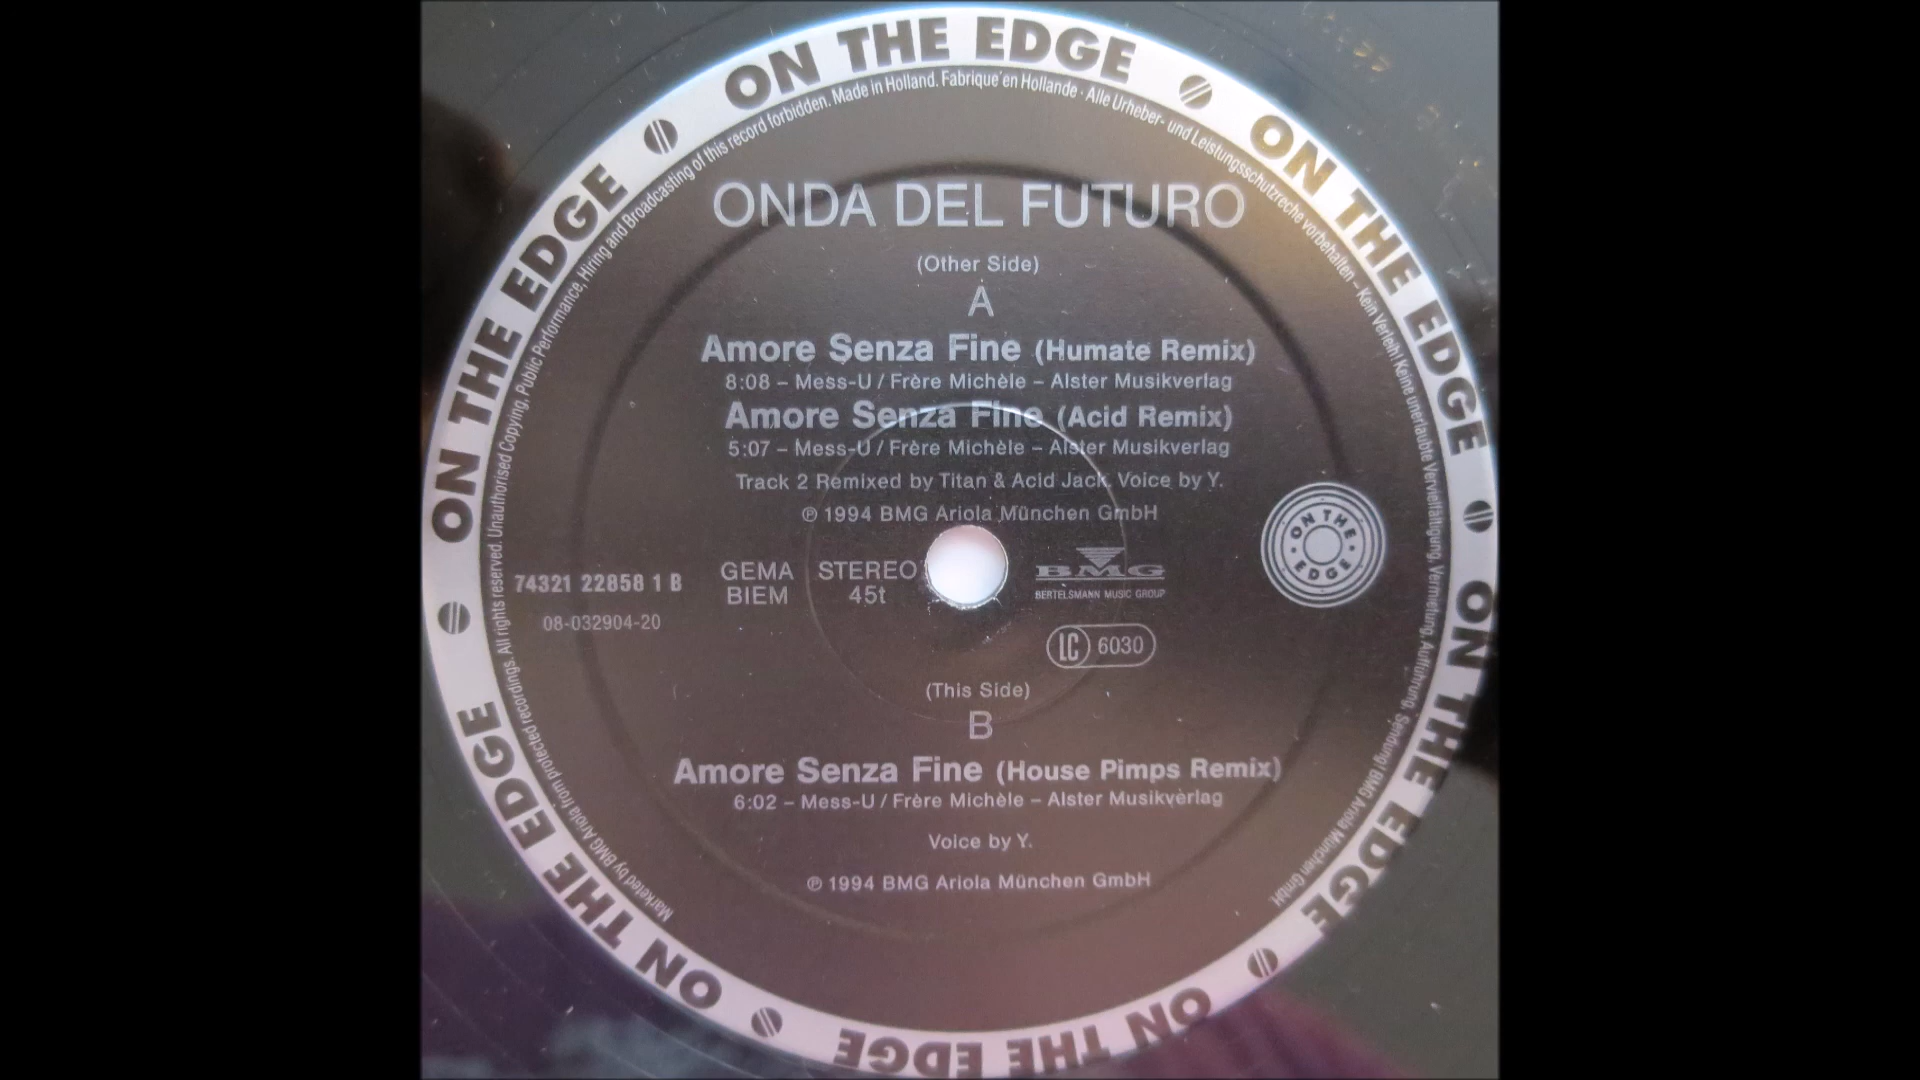 ON THE EDGE
ON THE EDGE
ON THE EDGE
ON THE EDGE
ON THE EDGE
ON THE EDGE
ON THE EDGE
Marketed by BMG Ariola from protected recordings. All rights reserved. Unauthorised Copying, Public Performance, Hiring and Broadcasting of this record forbidden. Made in Holland. Fabrique en Hollande · Alle Urheber- und Leistungsschutzreche vorbehalten – Kein Verleih! Keine unerlaubte Vervielfältigung, Vermietung, Aufführung, Sendung! BMG Ariola München GmbH.
ONDA DEL FUTURO
(Other Side)
A
Amore Senza Fine (Humate Remix)
8:08 – Mess-U / Frère Michèle – Alster Musikverlag
Amore Senza Fine (Acid Remix)
5:07 – Mess-U / Frère Michèle – Alster Musikverlag
Track 2 Remixed by Titan & Acid Jack. Voice by Y.
℗ 1994 BMG Ariola München GmbH
74321 22858 1 B
08-032904-20
GEMA STEREO
BIEM 45t
BMG
BERTELSMANN MUSIC GROUP
LC 6030
ON THE EDGE
(This Side)
B
Amore Senza Fine (House Pimps Remix)
6:02 – Mess-U / Frère Michèle – Alster Musikverlag
Voice by Y.
℗ 1994 BMG Ariola München GmbH